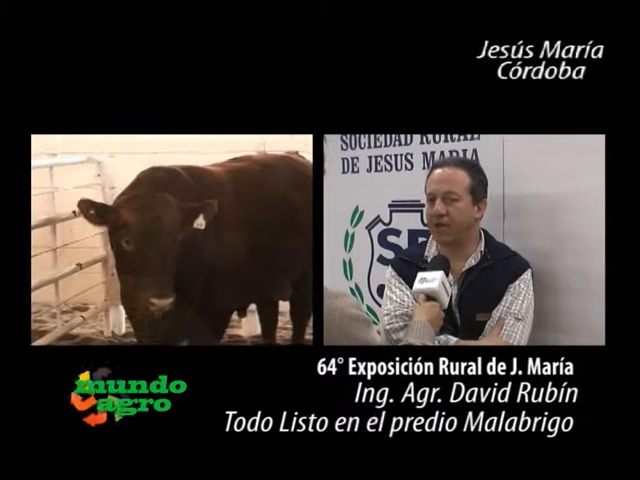 Jesús María
Córdoba
SOCIEDAD RURAL
DE JESUS MARIA
64° Exposición Rural de J. María
Ing. Agr. David Rubín
Todo Listo en el predio Malabrigo
mundo
agro